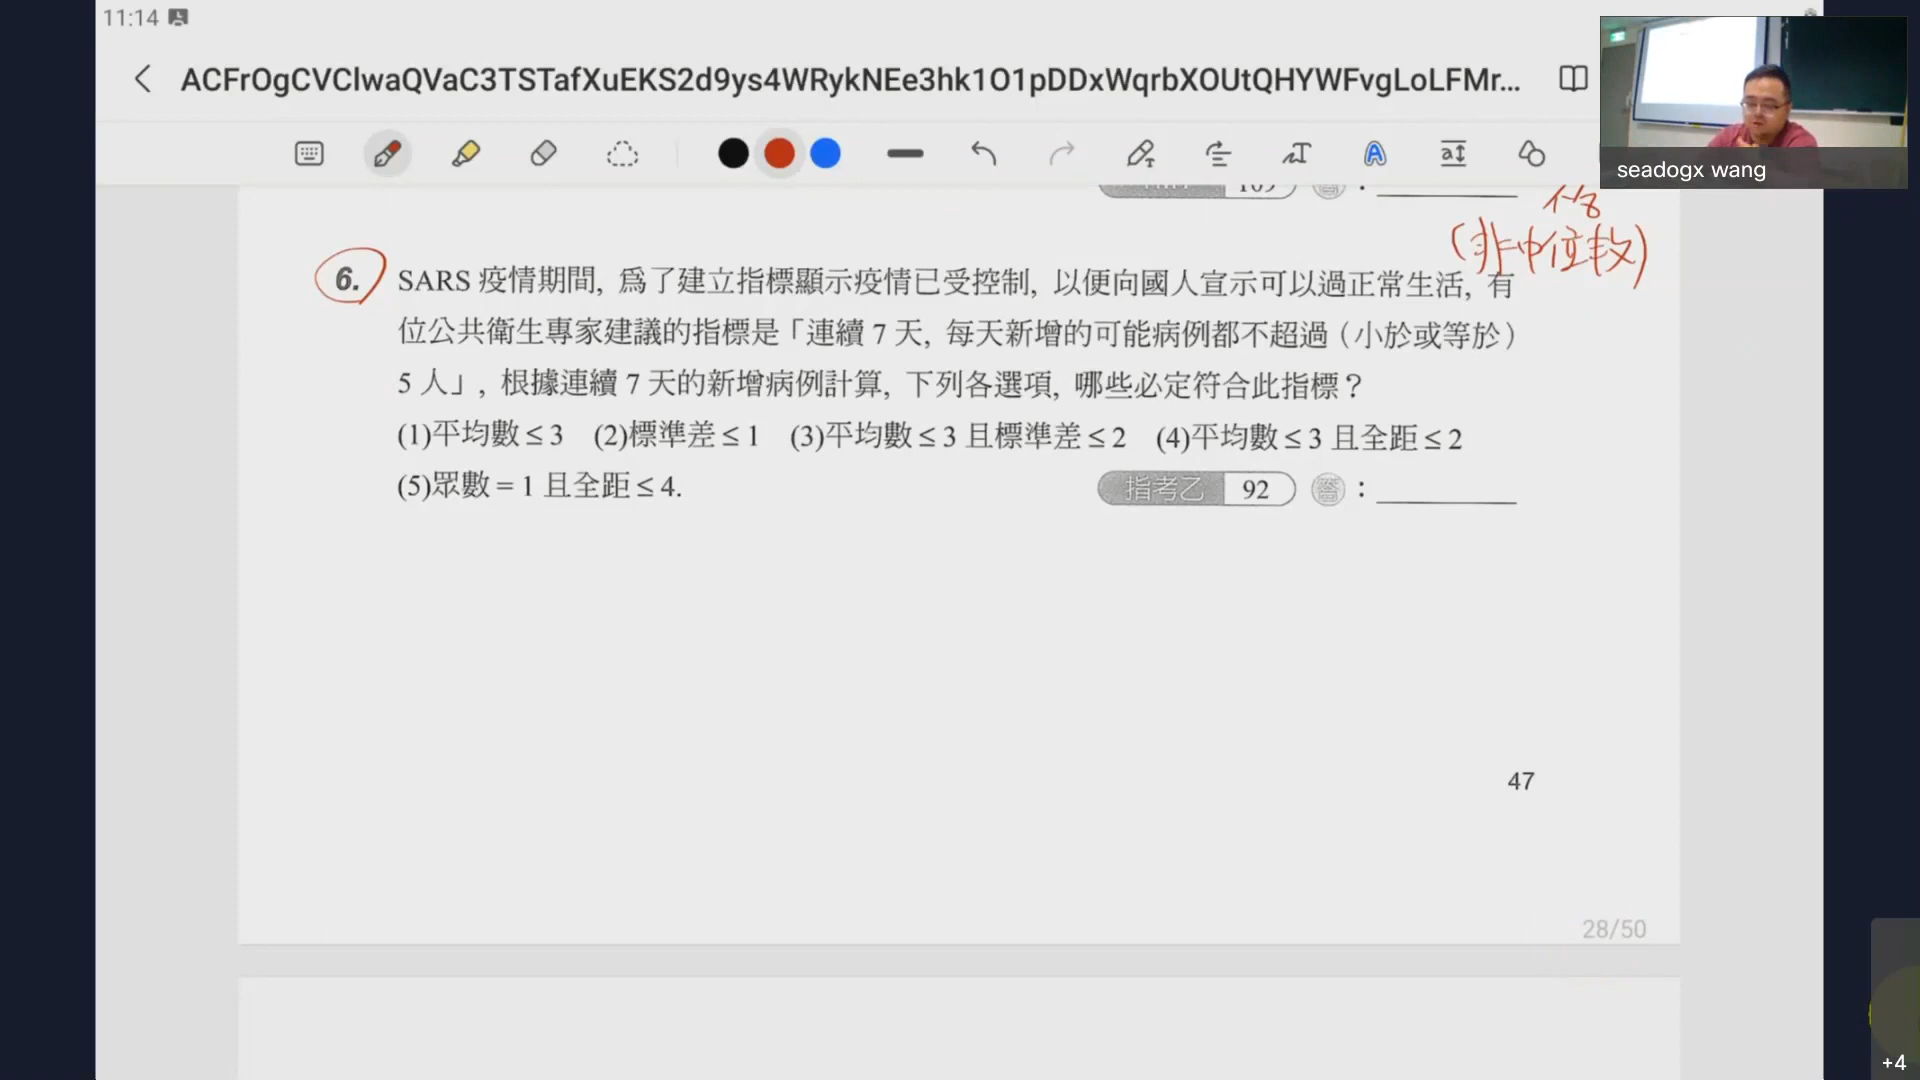 11:14
ACFrOgCVClwaQVaC3TSTafXuEKS2d9ys4WRykNEe3hk1O1pDDxWqrbXOUtQHYWFvgLoLFMr...
seadogx wang
109
:
(非中位數)
6. SARS 疫情期間, 為了建立指標顯示疫情已受控制, 以便向國人宣示可以過正常生活, 有
位公共衛生專家建議的指標是「連續 7 天, 每天新增的可能病例都不超過(小於或等於)
5 人」, 根據連續 7 天的新增病例計算, 下列各選項, 哪些必定符合此指標?
(1)平均數 ≤ 3 (2)標準差 ≤ 1 (3)平均數 ≤ 3 且標準差 ≤ 2 (4)平均數 ≤ 3 且全距 ≤ 2
(5)眾數 = 1 且全距 ≤ 4. 指考乙 92 答 :
47
28/50
+4